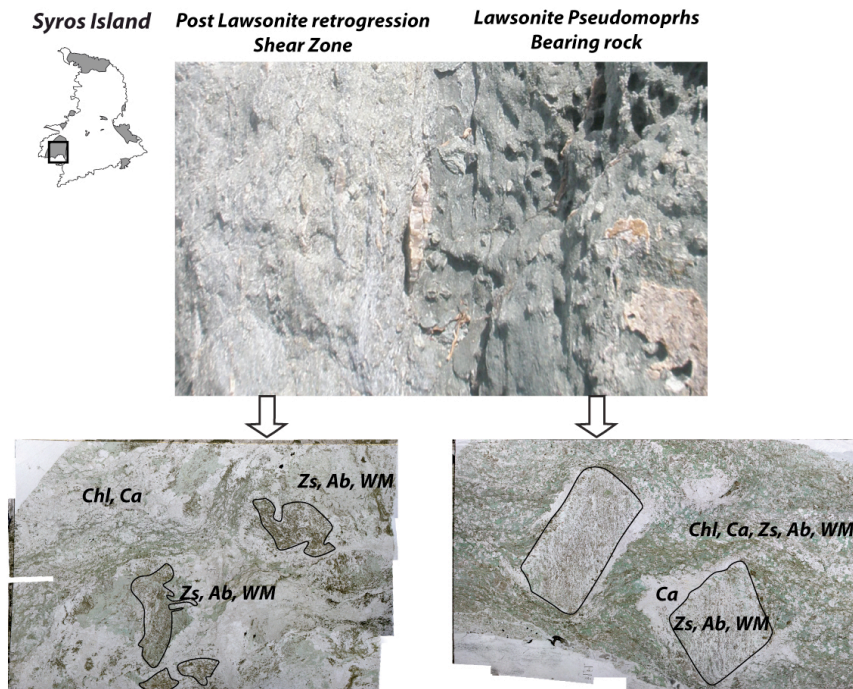 Syros Island
Post Lawsonite retrogression
Shear Zone
Lawsonite Pseudomoprhs
Bearing rock
Chl, Ca
Zs, Ab, WM
Zs, Ab, WM
Chl, Ca, Zs, Ab, WM
Ca
Zs, Ab, WM